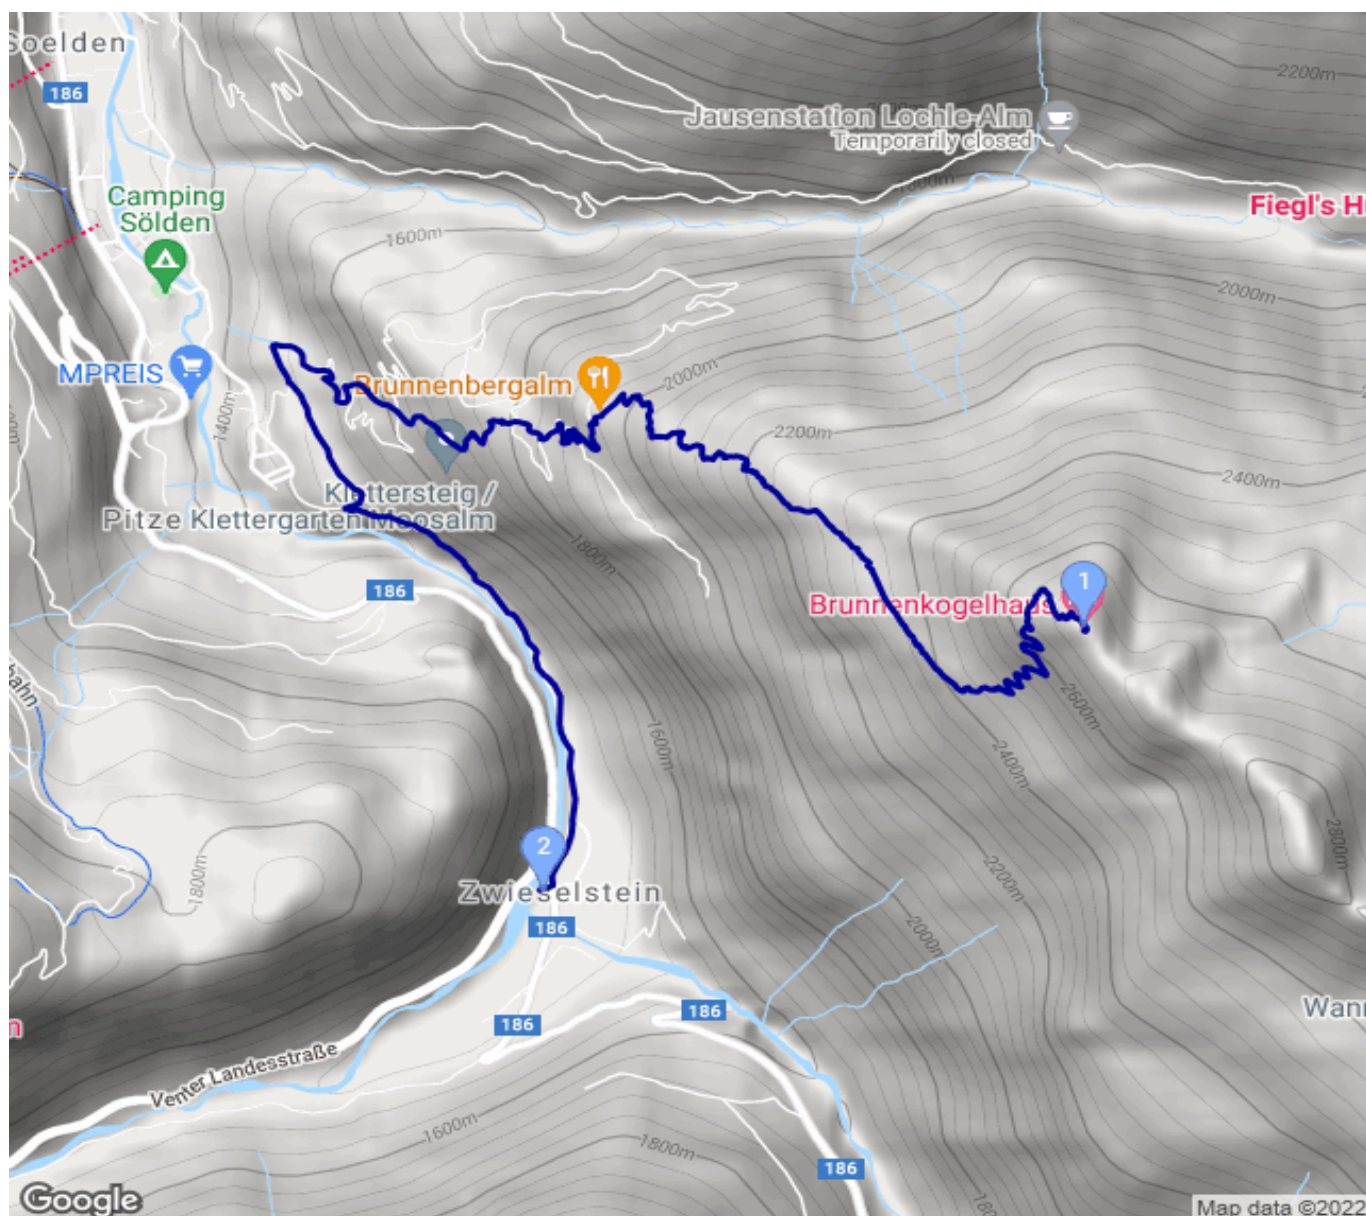 Soelden
186
2200m
Jausenstation Lochle-Alm
Temporarily closed
Camping
Sölden
1600m
Fiegl's H
2000m
MPREIS
1400m
Brunnenbergalm
2000m
2200m
2400m
Klettersteig /
Klettergarten Moosalm
Pitze
1800m
186
Brunnenkogelhaus
1
bahn
2600m
1600m
2400m
2800m
2
1800m
Zwieselstein
2200m
186
2000m
186
186
Wann
n
Venter Landesstraße
1600m
1800m
186
Google
Map data ©2022